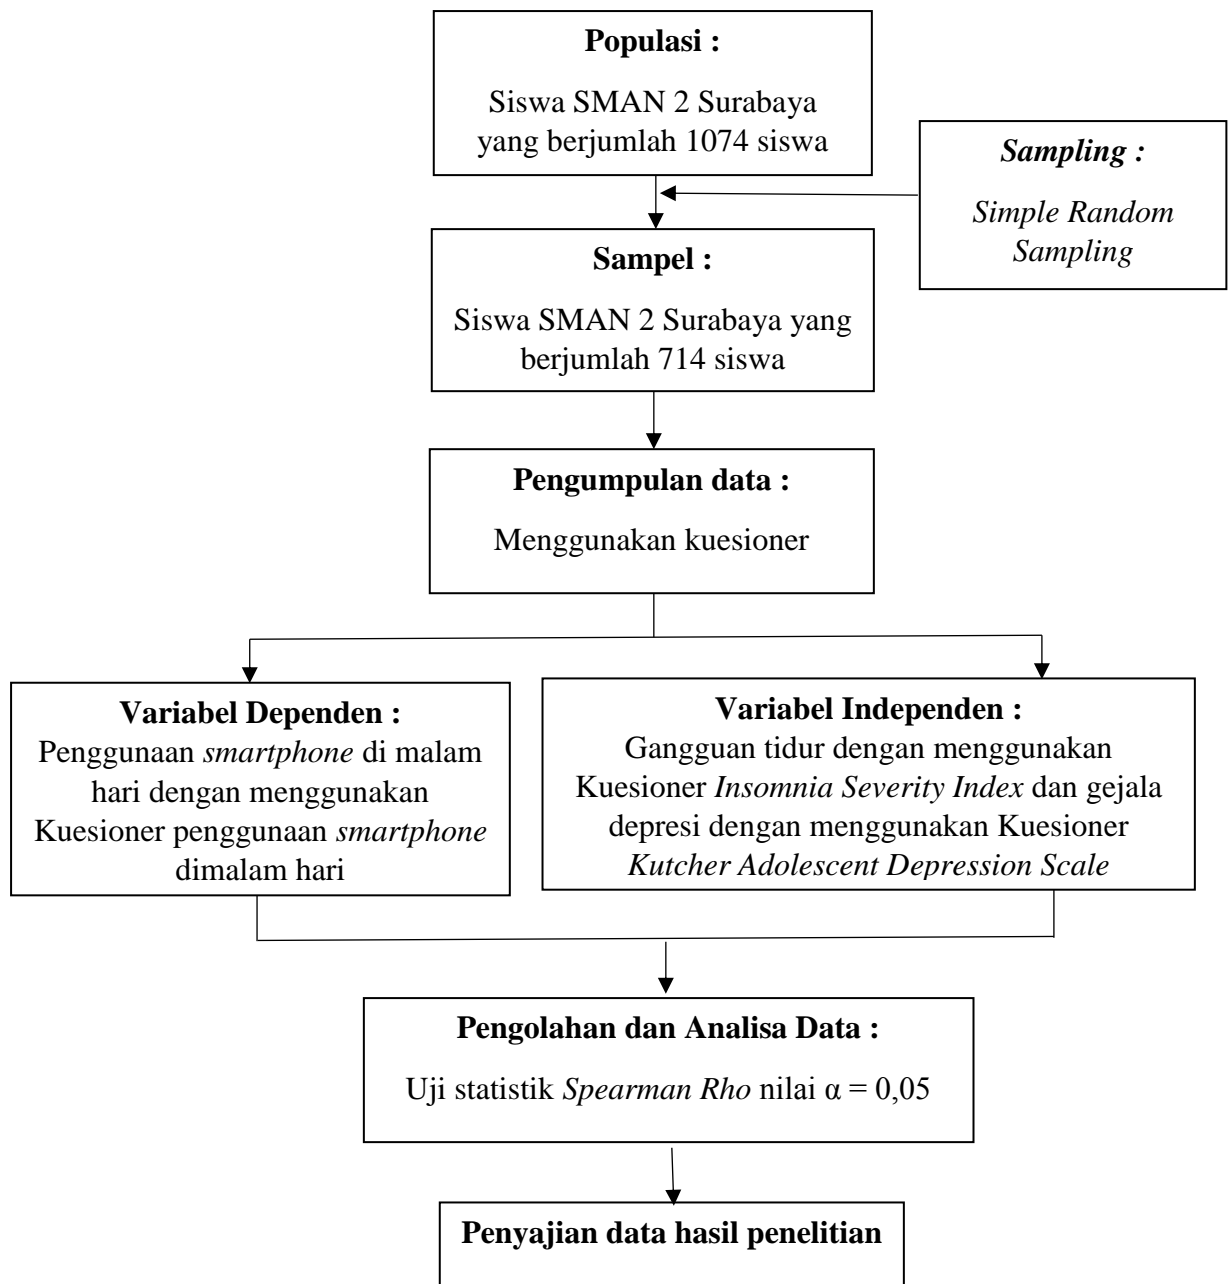 Populasi :
Siswa SMAN 2 Surabaya
yang berjumlah 1074 siswa
Sampling :
Simple Random
Sampling
Sampel :
Siswa SMAN 2 Surabaya yang
berjumlah 714 siswa
Pengumpulan data :
Menggunakan kuesioner
Variabel Dependen :
Penggunaan smartphone di malam
hari dengan menggunakan
Kuesioner penggunaan smartphone
dimalam hari
Variabel Independen :
Gangguan tidur dengan menggunakan
Kuesioner Insomnia Severity Index dan gejala
depresi dengan menggunakan Kuesioner
Kutcher Adolescent Depression Scale
Pengolahan dan Analisa Data :
Uji statistik Spearman Rho nilai α = 0,05
Penyajian data hasil penelitian